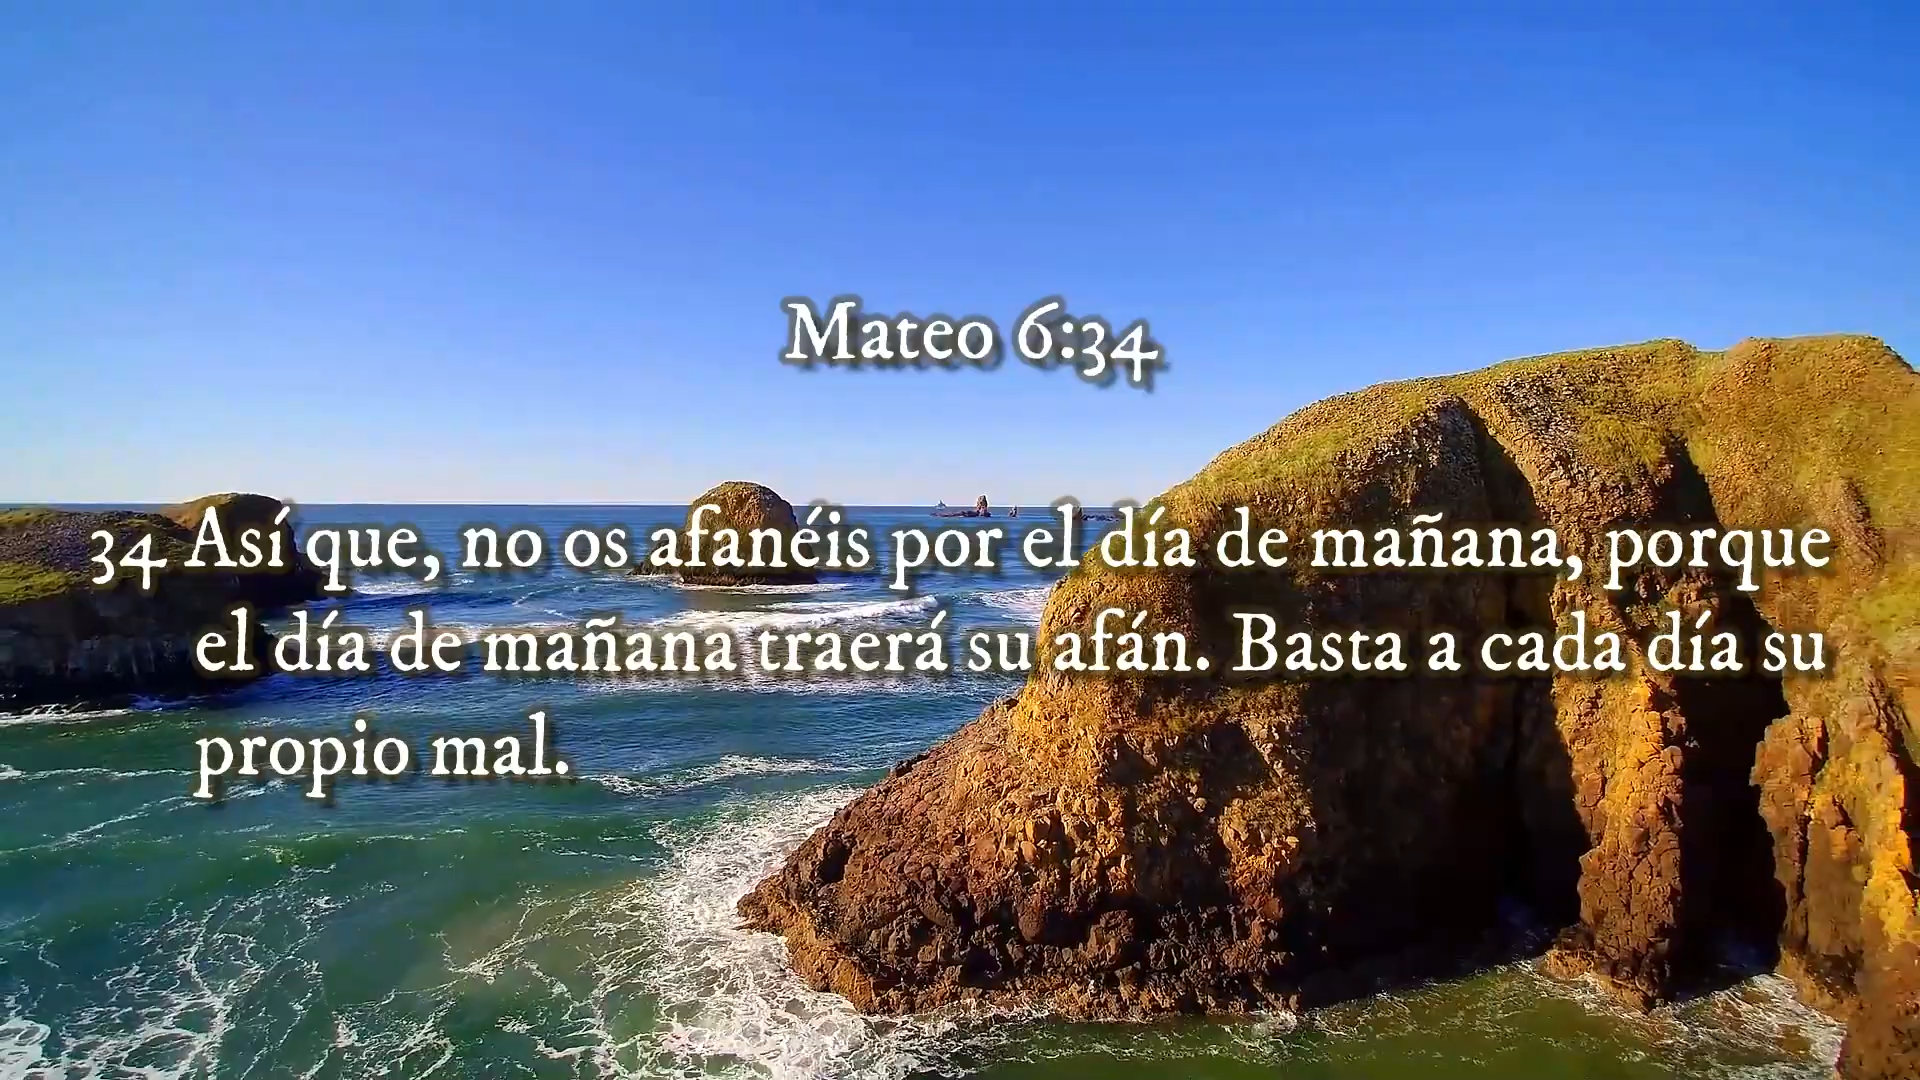 Mateo 6:34
34 Así que, no os afanéis por el día de mañana, porque
el día de mañana traerá su afán. Basta a cada día su
propio mal.